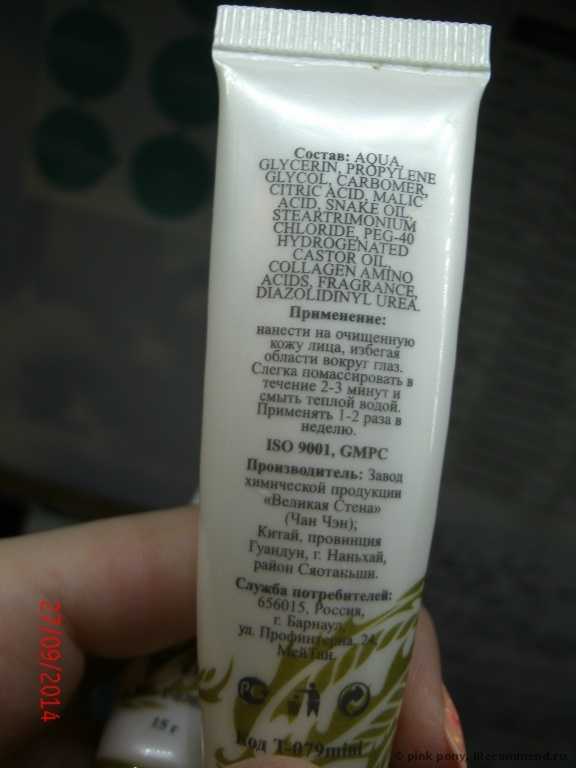 Состав: AQUA,
GLYCERIN, PROPYLENE
GLYCOL, CARBOMER,
CITRIC ACID, MALIC
ACID, SNAKE OIL,
STEARTRIMONIUM
CHLORIDE, PEG-40
HYDROGENATED
CASTOR OIL,
COLLAGEN AMINO
ACIDS, FRAGRANCE,
DIAZOLIDINYL UREA.
Применение:
нанести на очищенную
кожу лица, избегая
области вокруг глаз.
Слегка помассировать в
течение 2-3 минут и
смыть теплой водой.
Применять 1-2 раза в
неделю.
ISO 9001, GMPC
Производитель: Завод
химической продукции
«Великая Стена»
(Чан Чэн);
Китай, провинция
Гуандун, г. Наньхай,
район Сяотаньши.
Служба потребителей:
656015, Россия,
г. Барнаул,
ул. Профинтерна, 24,
МейТан.
РС
Код Т-079mini
15 г
27/09/2014
© pink pony, iRecommend.ru